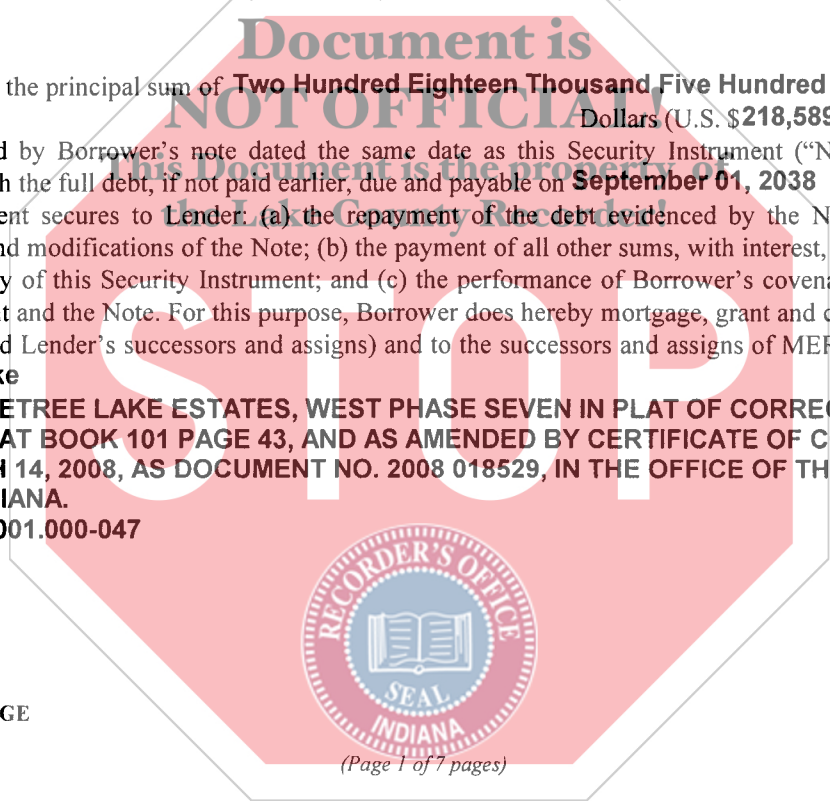 Document is
the principal sum of Two Hundred Eighteen Thousand Five Hundred
NOT OFFICIAL!
Dollars (U.S. $218,589
d by Borrower's note dated the same date as this Security Instrument ("N
This Document is the property of
h the full debt, if not paid earlier, due and payable on September 01, 2038
the Lake County Recorder!
ent secures to Lender: (a) the repayment of the debt evidenced by the N
nd modifications of the Note; (b) the payment of all other sums, with interest,
y of this Security Instrument; and (c) the performance of Borrower's covena
t and the Note. For this purpose, Borrower does hereby mortgage, grant and c
d Lender's successors and assigns) and to the successors and assigns of MER
ke
STOP
ETREE LAKE ESTATES, WEST PHASE SEVEN IN PLAT OF CORREC
AT BOOK 101 PAGE 43, AND AS AMENDED BY CERTIFICATE OF C
H 14, 2008, AS DOCUMENT NO. 2008 018529, IN THE OFFICE OF TH
IANA.
001.000-047
RECORDER'S OFFICE
SEAL
INDIANA
GE
(Page 1 of 7 pages)